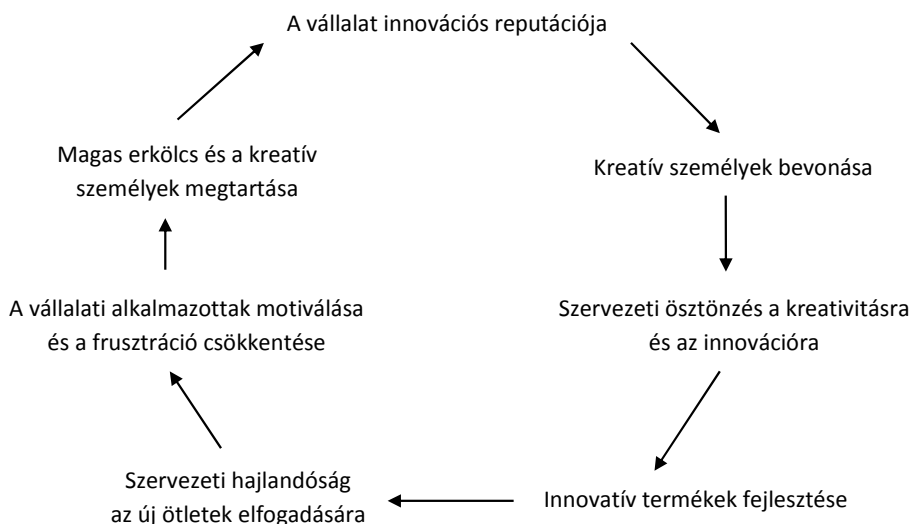 A vállalat innovációs reputációja
Kreatív személyek bevonása
Szervezeti ösztönzés a kreativitásra
és az innovációra
Innovatív termékek fejlesztése
Szervezeti hajlandóság
az új ötletek elfogadására
A vállalati alkalmazottak motiválása
és a frusztráció csökkentése
Magas erkölcs és a kreatív
személyek megtartása